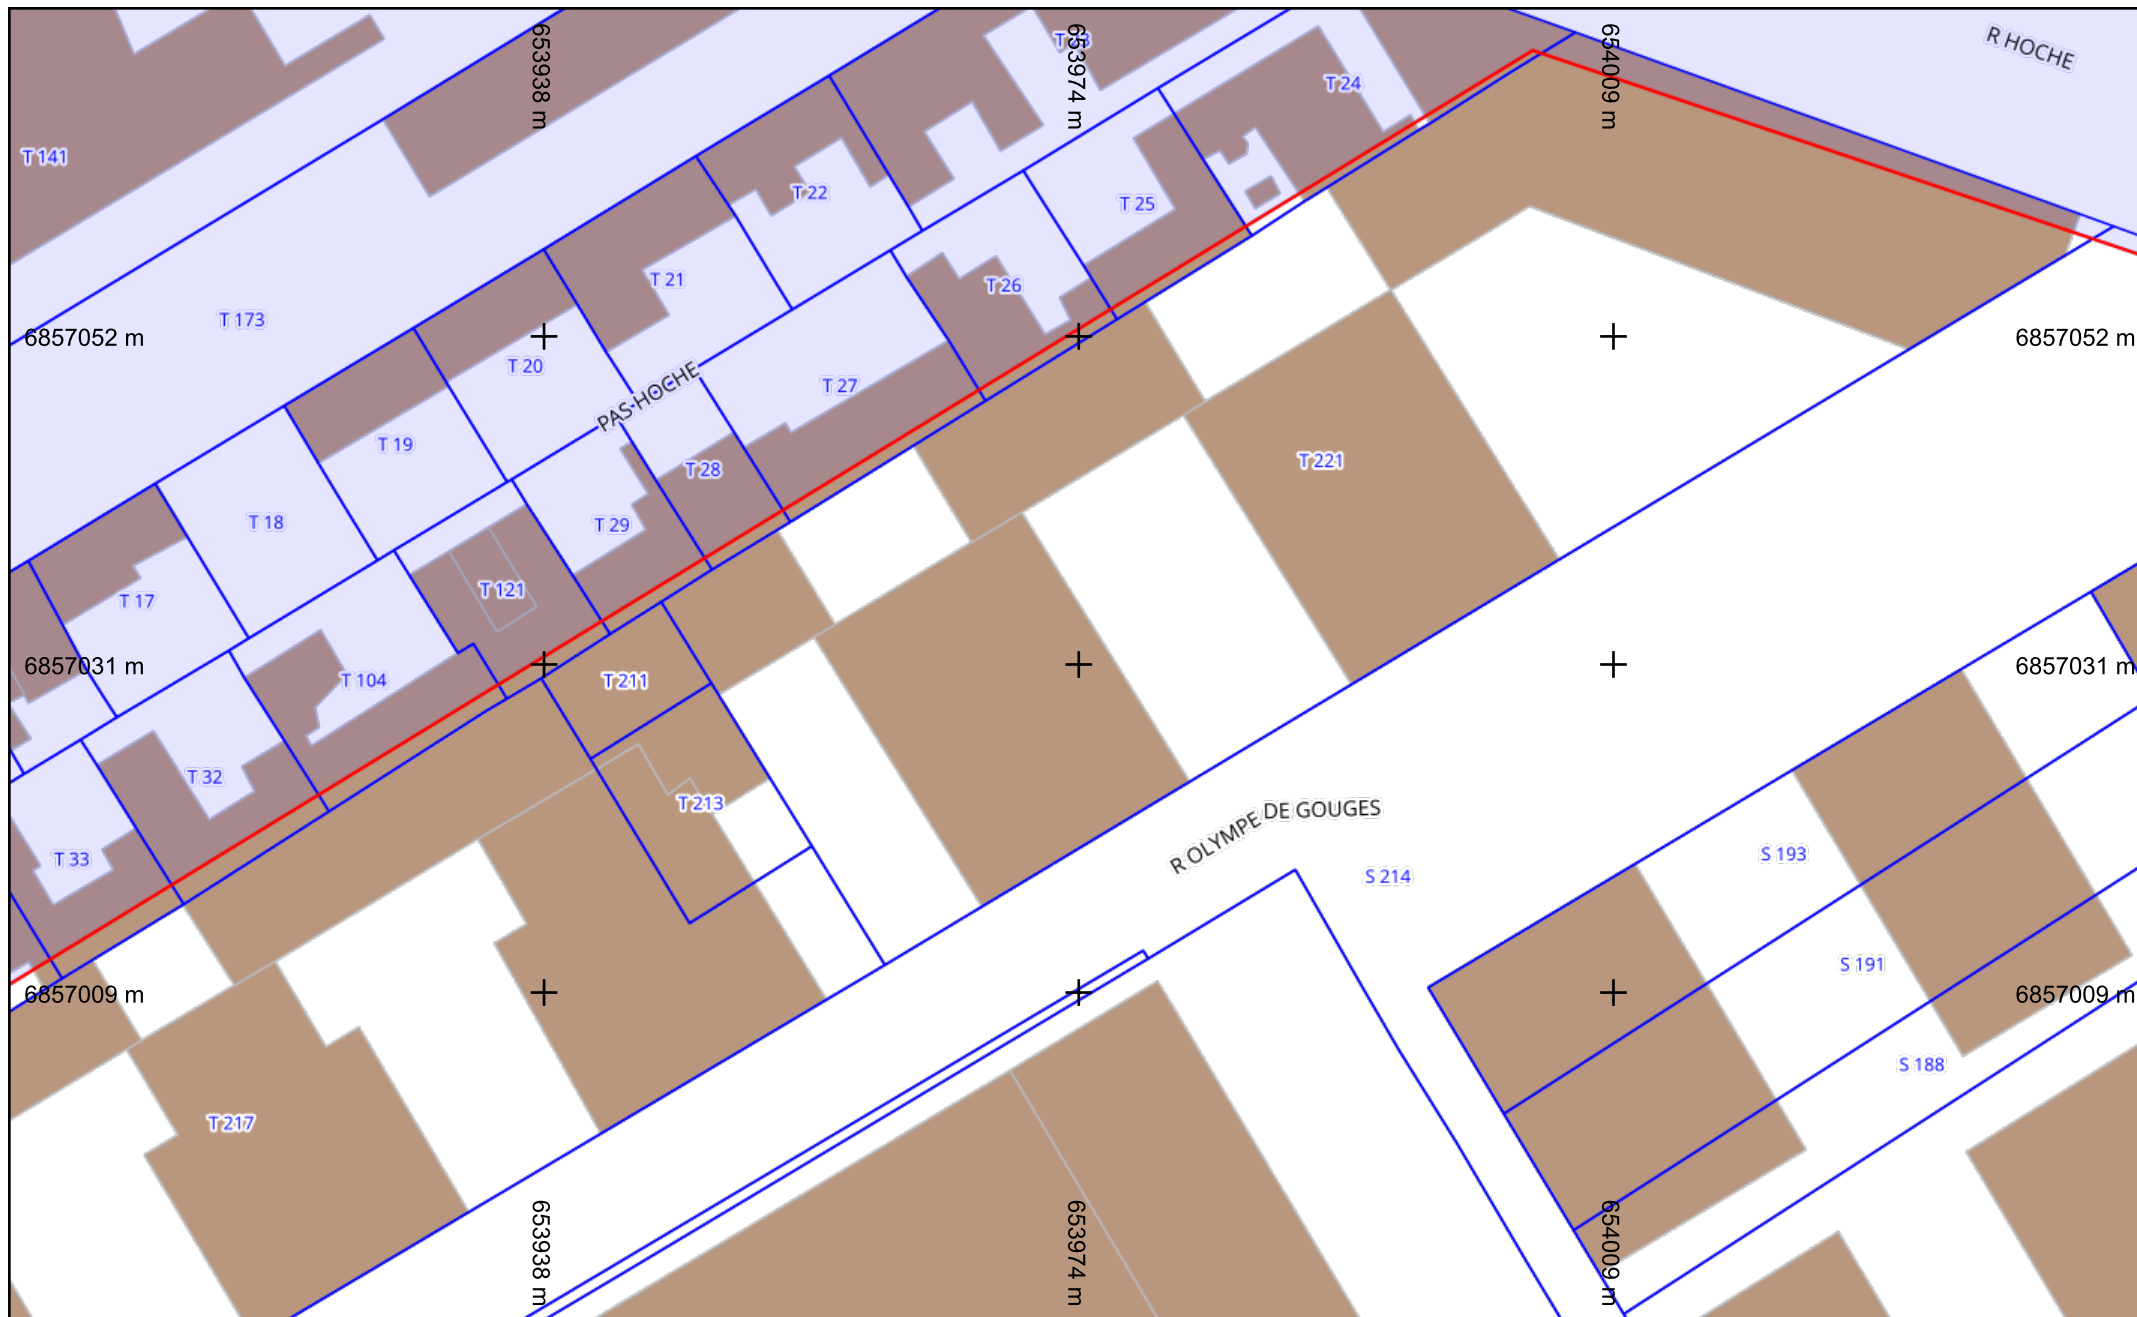 R HOCHE
653938 m
653974 m
654009 m
T 24
T 141
T 22
T 25
T 21
T 26
T 173
6857052 m
6857052 m
T 20
T 27
PAS HOCHE
T 19
T 221
T 28
T 18
T 29
T 121
T 17
6857031 m
6857031 m
T 104
T 211
T 32
T 213
R OLYMPE DE GOUGES
T 33
S 193
S 214
S 191
6857009 m
6857009 m
S 188
T 217
653938 m
653974 m
654009 m